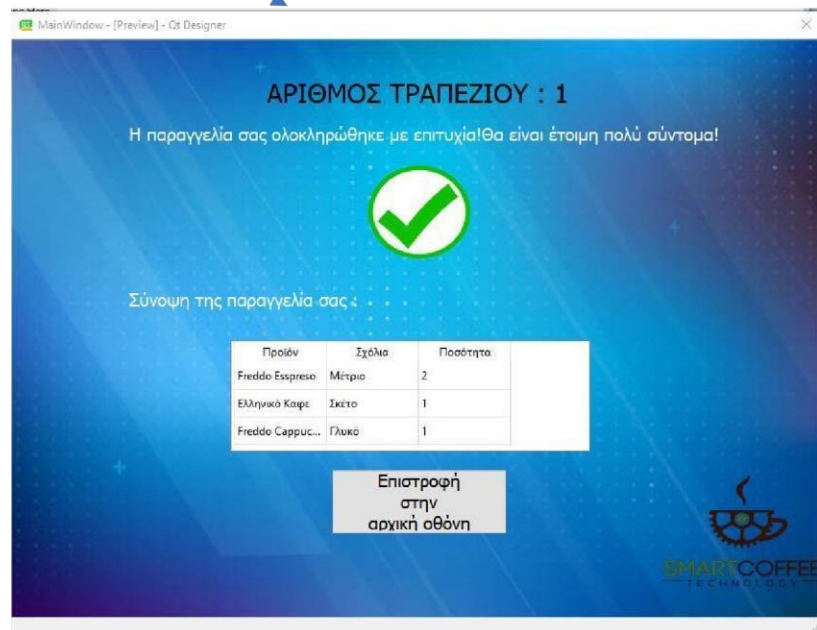 MainWindow - [Preview] - Qt Designer
ΑΡΙΘΜΟΣ ΤΡΑΠΕΖΙΟΥ : 1
Η παραγγελία σας ολοκληρώθηκε με επιτυχία!Θα είναι έτοιμη πολύ σύντομα!
Σύνοψη της παραγγελία σας :
Προϊόν Σχόλια Ποσότητα
Freddo Esspreso Μέτριο 2
Ελληνικό Καφε Σκέτο 1
Freddo Cappuc... Γλυκό 1
Επιστροφή
στην
αρχική οθόνη
SMARTCOFFEE
TECHNOLOGY